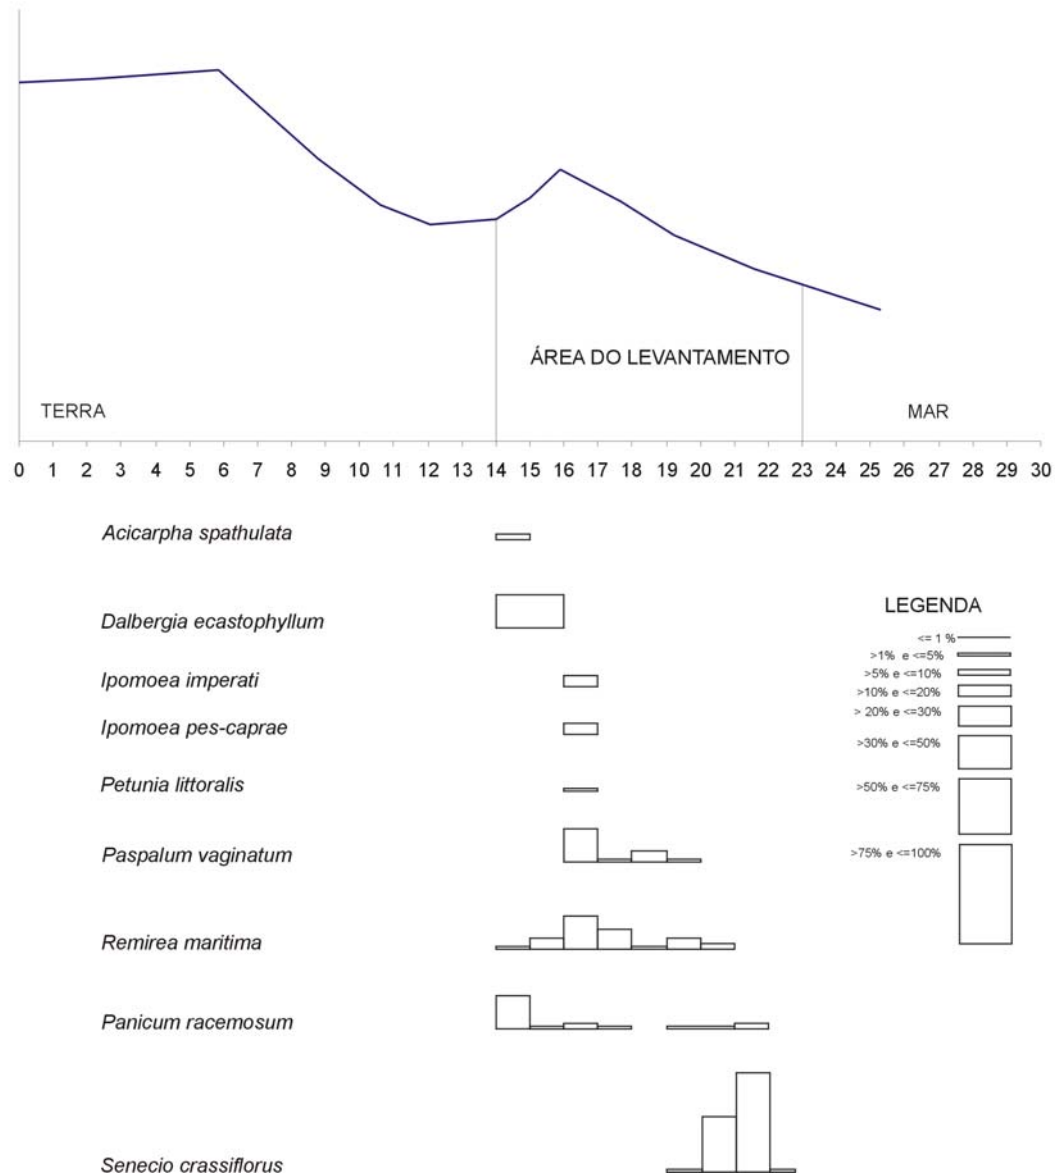 ÁREA DO LEVANTAMENTO
TERRA MAR
0 1 2 3 4 5 6 7 8 9 10 11 12 13 14 15 16 17 18 19 20 21 22 23 24 25 26 27 28 29 30
Acicarpha spathulata
Dalbergia ecastophyllum
Ipomoea imperati
Ipomoea pes-caprae
Petunia littoralis
Paspalum vaginatum
Remirea maritima
Panicum racemosum
Senecio crassiflorus
LEGENDA
<= 1 %
>1% e <=5%
>5% e <=10%
>10% e <=20%
> 20% e <=30%
>30% e <=50%
>50% e <=75%
>75% e <=100%